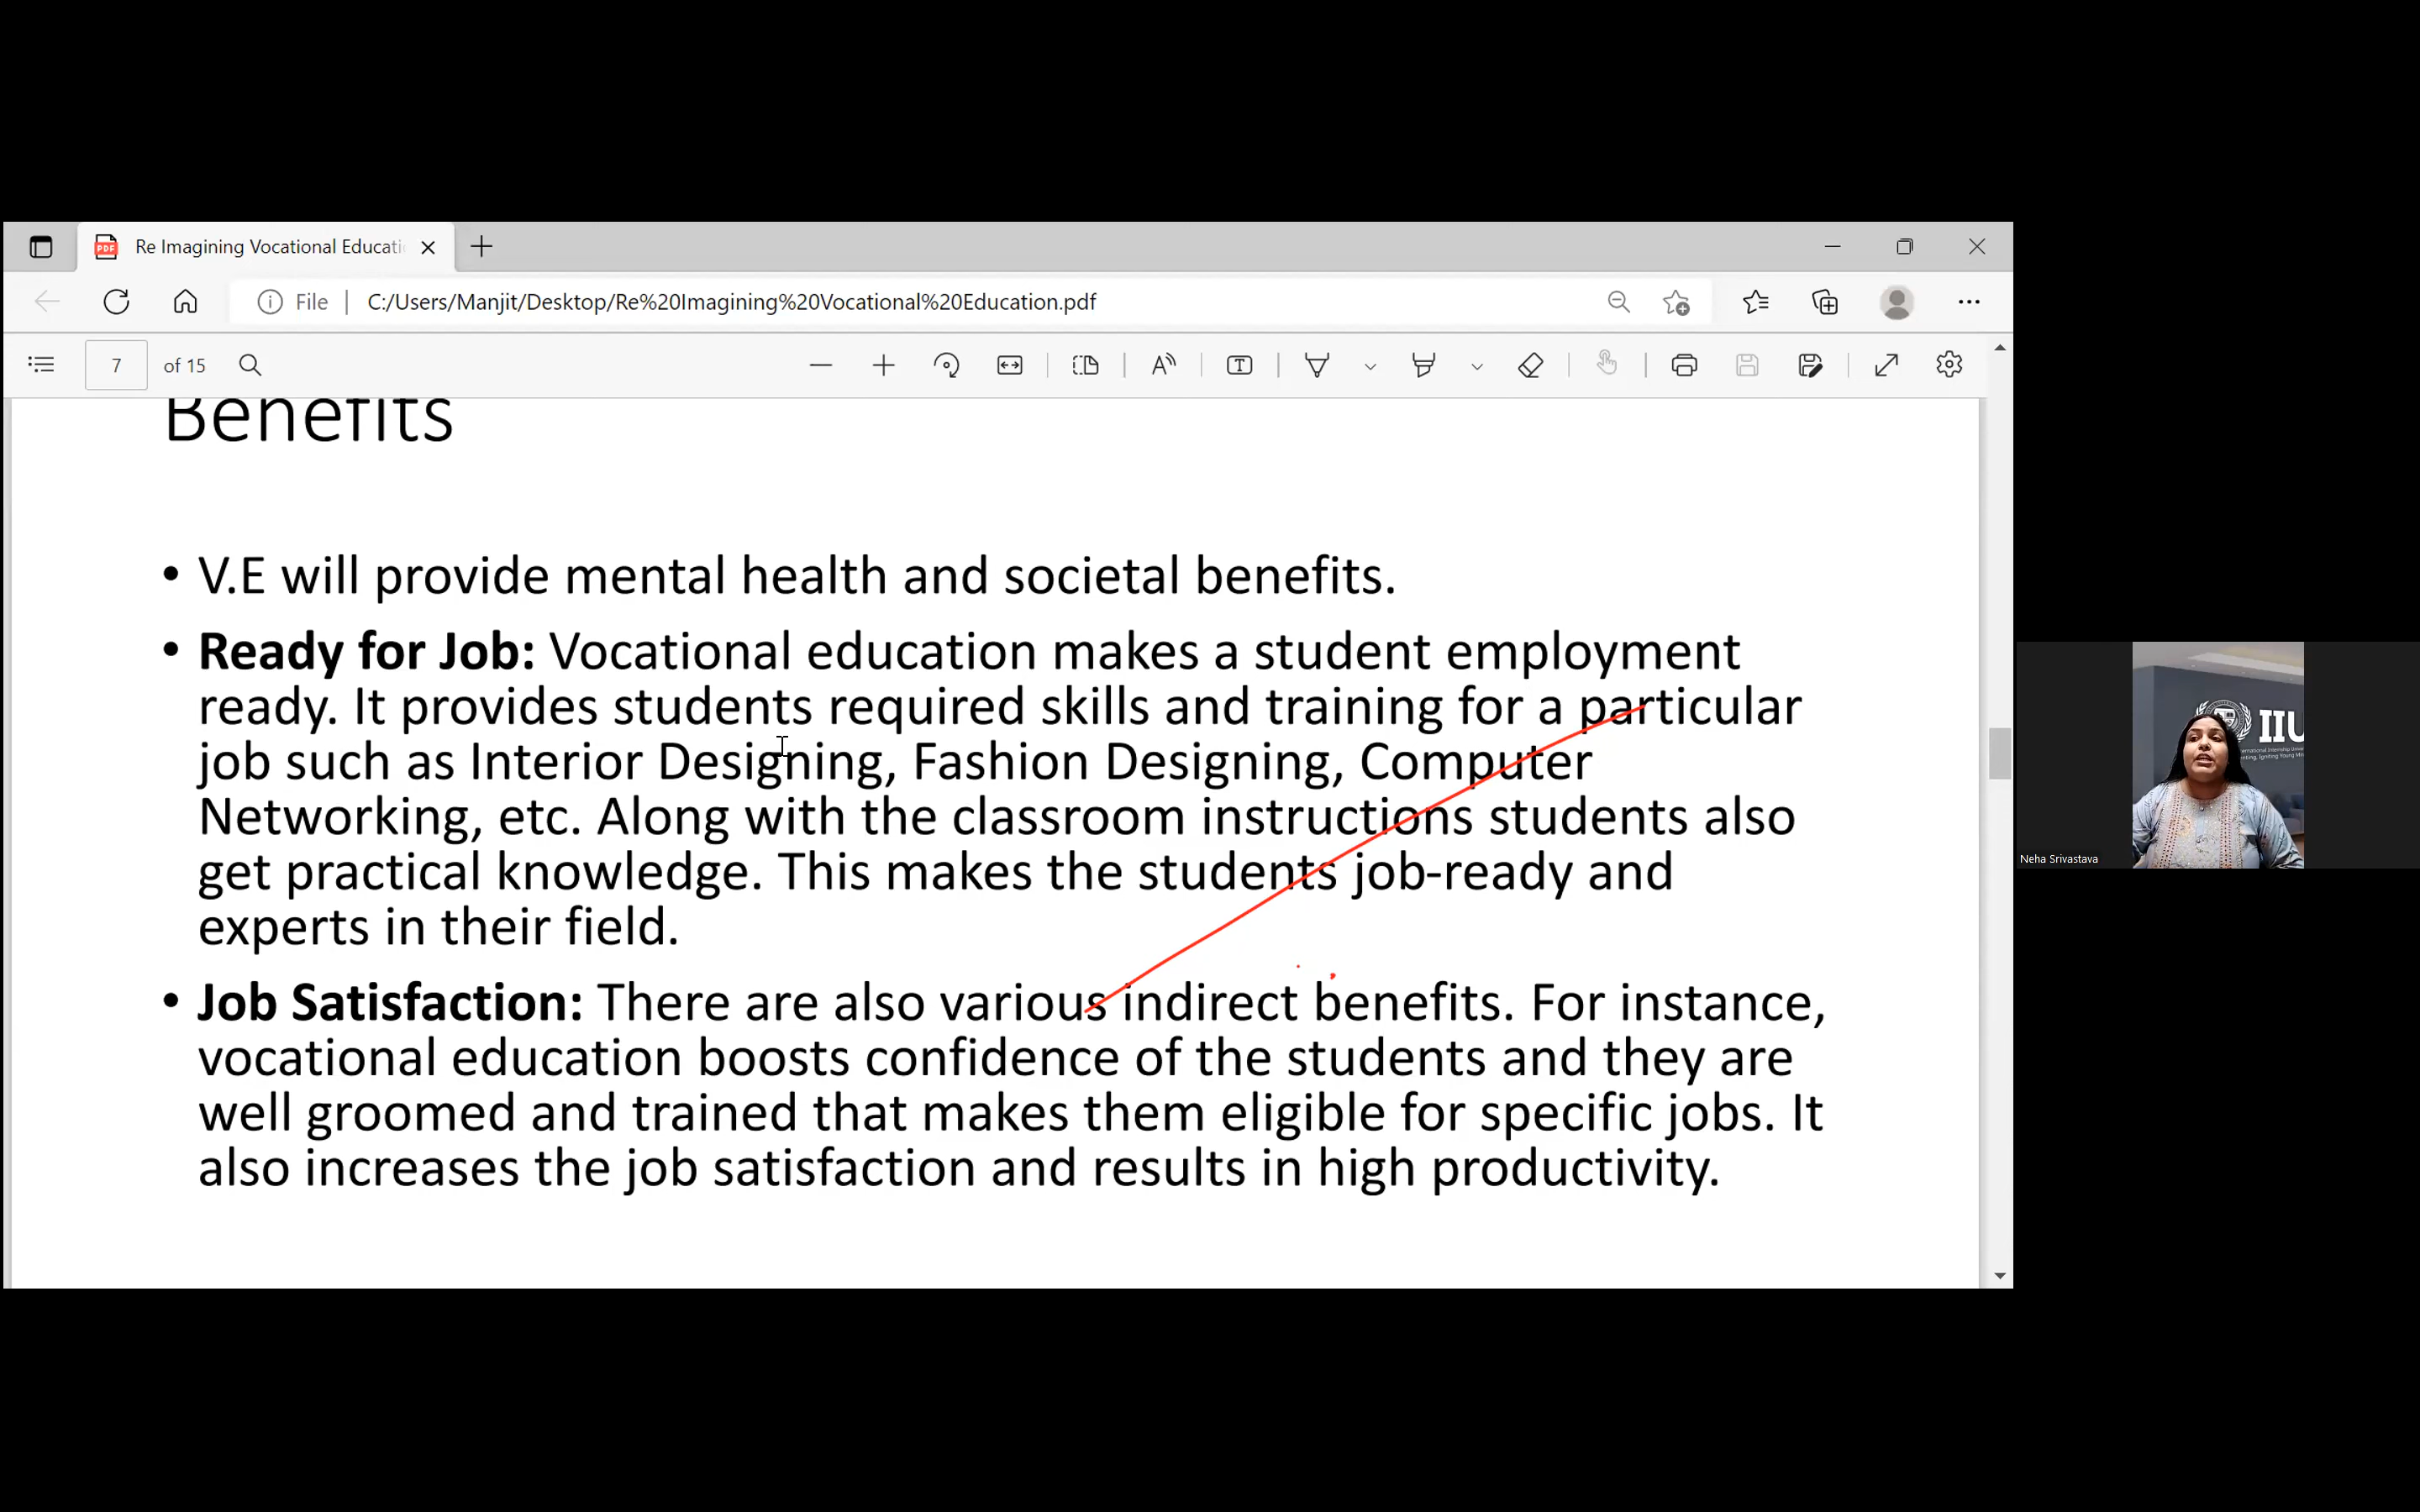 Re Imagining Vocational Educati
File | C:/Users/Manjit/Desktop/Re%20Imagining%20Vocational%20Education.pdf
7 of 15
Benefits
• V.E will provide mental health and societal benefits.
• Ready for Job: Vocational education makes a student employment
ready. It provides students required skills and training for a particular
job such as Interior Designing, Fashion Designing, Computer
Networking, etc. Along with the classroom instructions students also
get practical knowledge. This makes the students job-ready and
experts in their field.
• Job Satisfaction: There are also various indirect benefits. For instance,
vocational education boosts confidence of the students and they are
well groomed and trained that makes them eligible for specific jobs. It
also increases the job satisfaction and results in high productivity.
IIU
Neha Srivastava